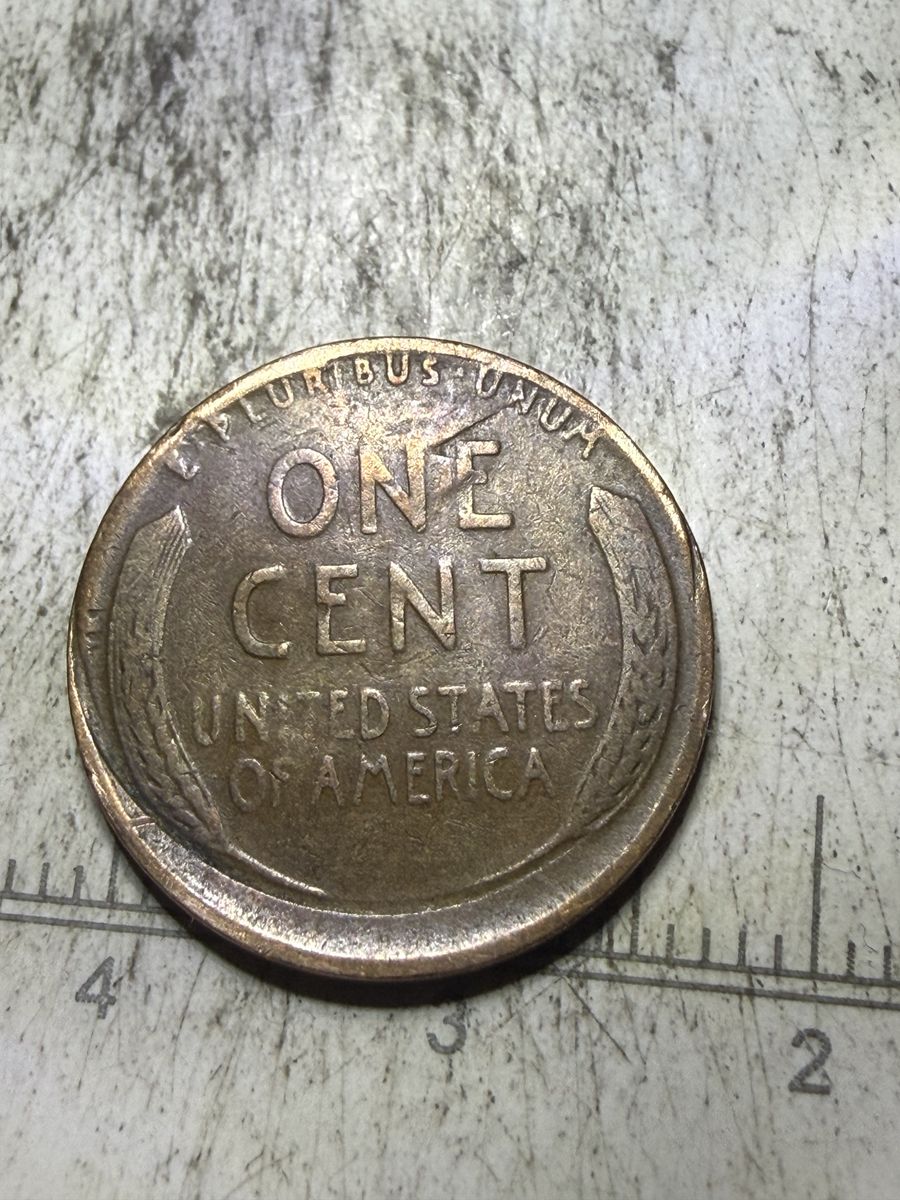 E PLURIBUS · UNUM
ONE
CENT
UNITED STATES
OF AMERICA
4
3
2